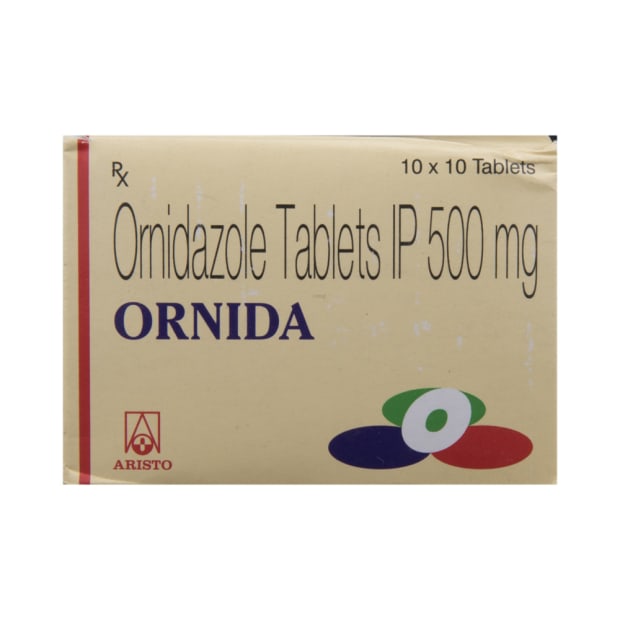 Rx
10 x 10 Tablets
Ornidazole Tablets IP 500 mg
ORNIDA
ARISTO